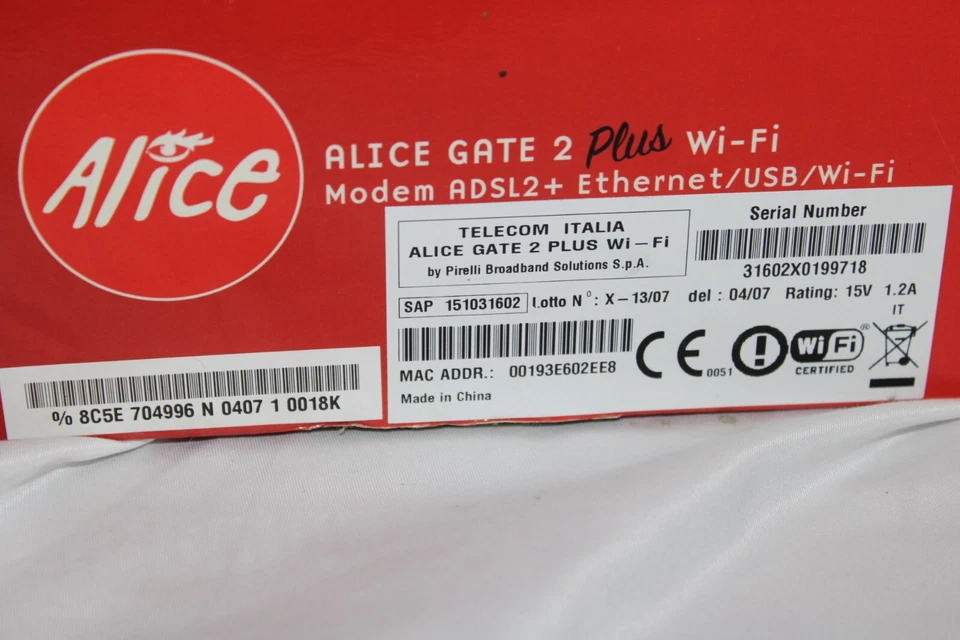 Alice
ALICE GATE 2 Plus Wi-Fi
Modem ADSL2+ Ethernet/USB/Wi-Fi
TELECOM ITALIA
ALICE GATE 2 PLUS Wi-Fi
by Pirelli Broadband Solutions S.p.A.
Serial Number
31602X0199718
SAP 151031602 Lotto N°: X-13/07 del : 04/07 Rating: 15V 1.2A
IT
MAC ADDR.: 00193E602EE8
Made in China
CE 0051
Wi Fi ®
CERTIFIED
% 8C5E 704996 N 0407 1 0018K